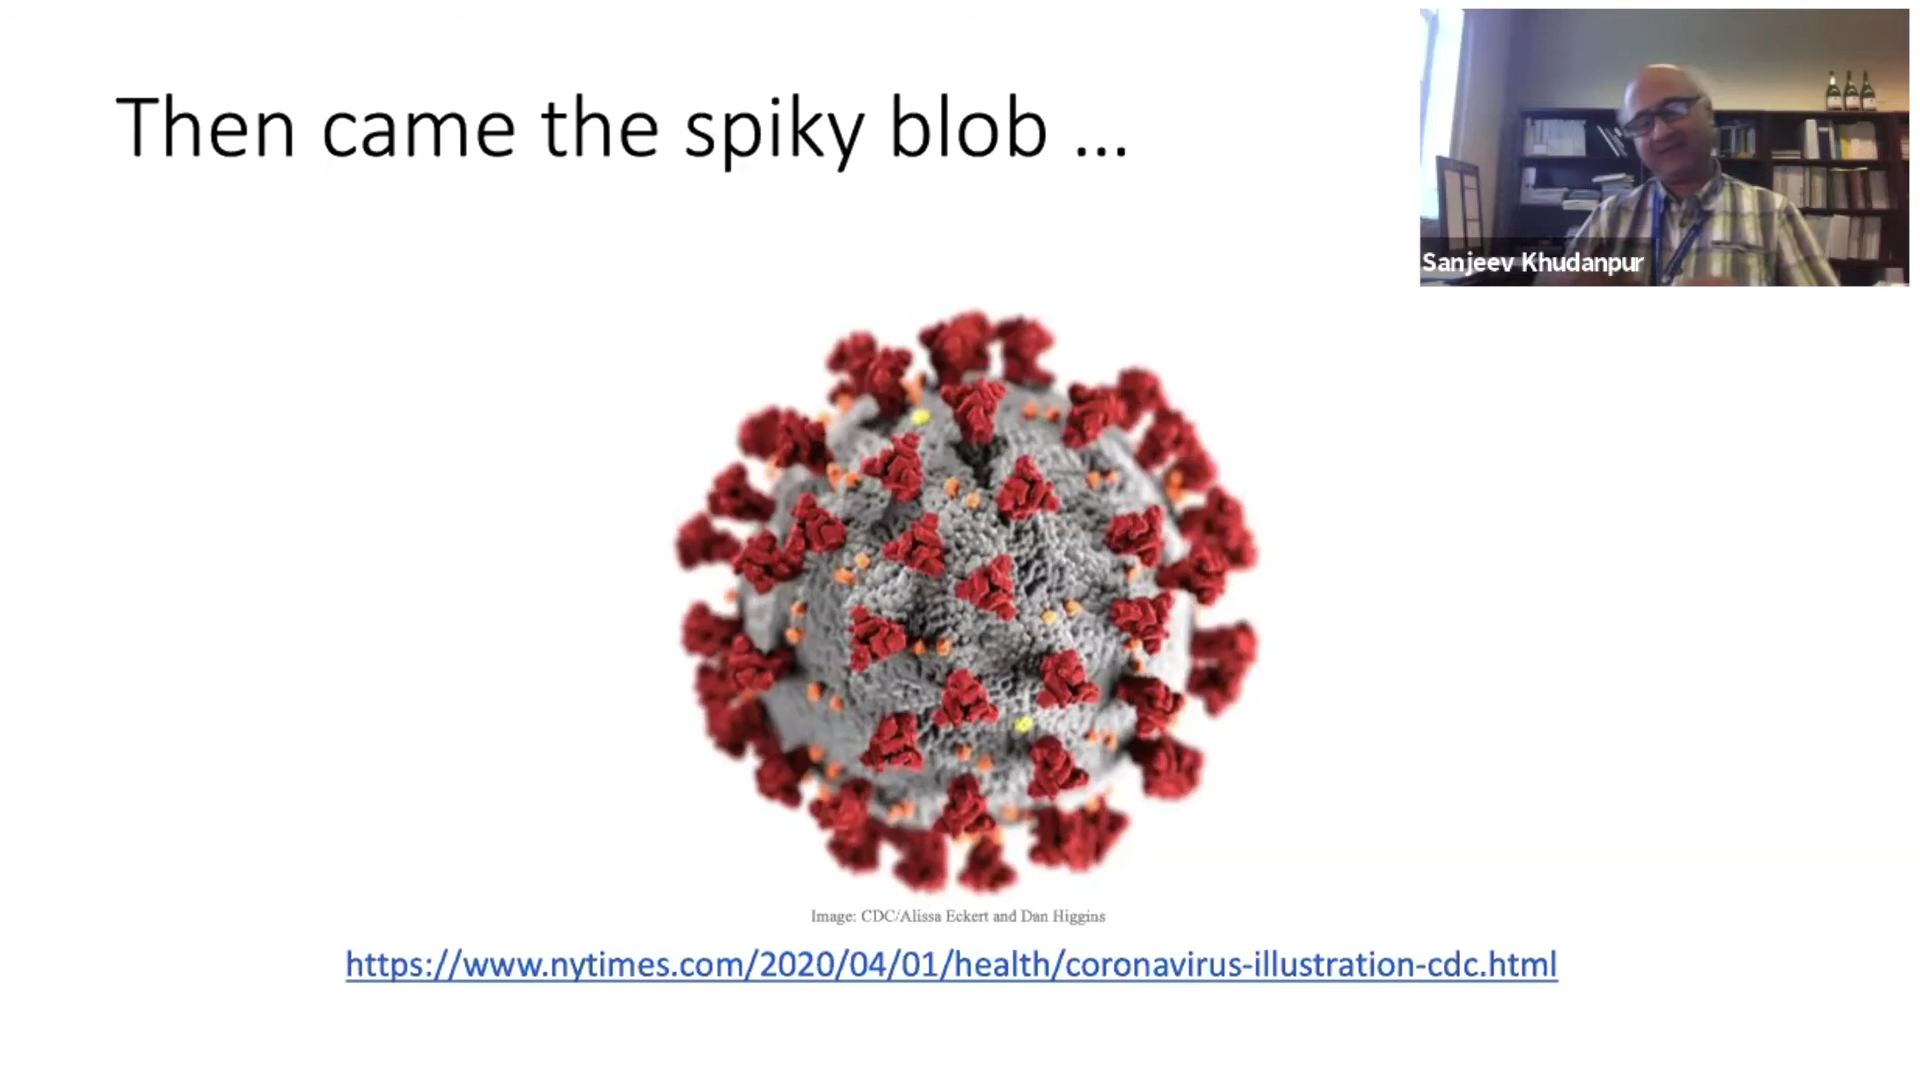 Then came the spiky blob ...
Sanjeev Khudanpur
Image: CDC/Alissa Eckert and Dan Higgins
https://www.nytimes.com/2020/04/01/health/coronavirus-illustration-cdc.html